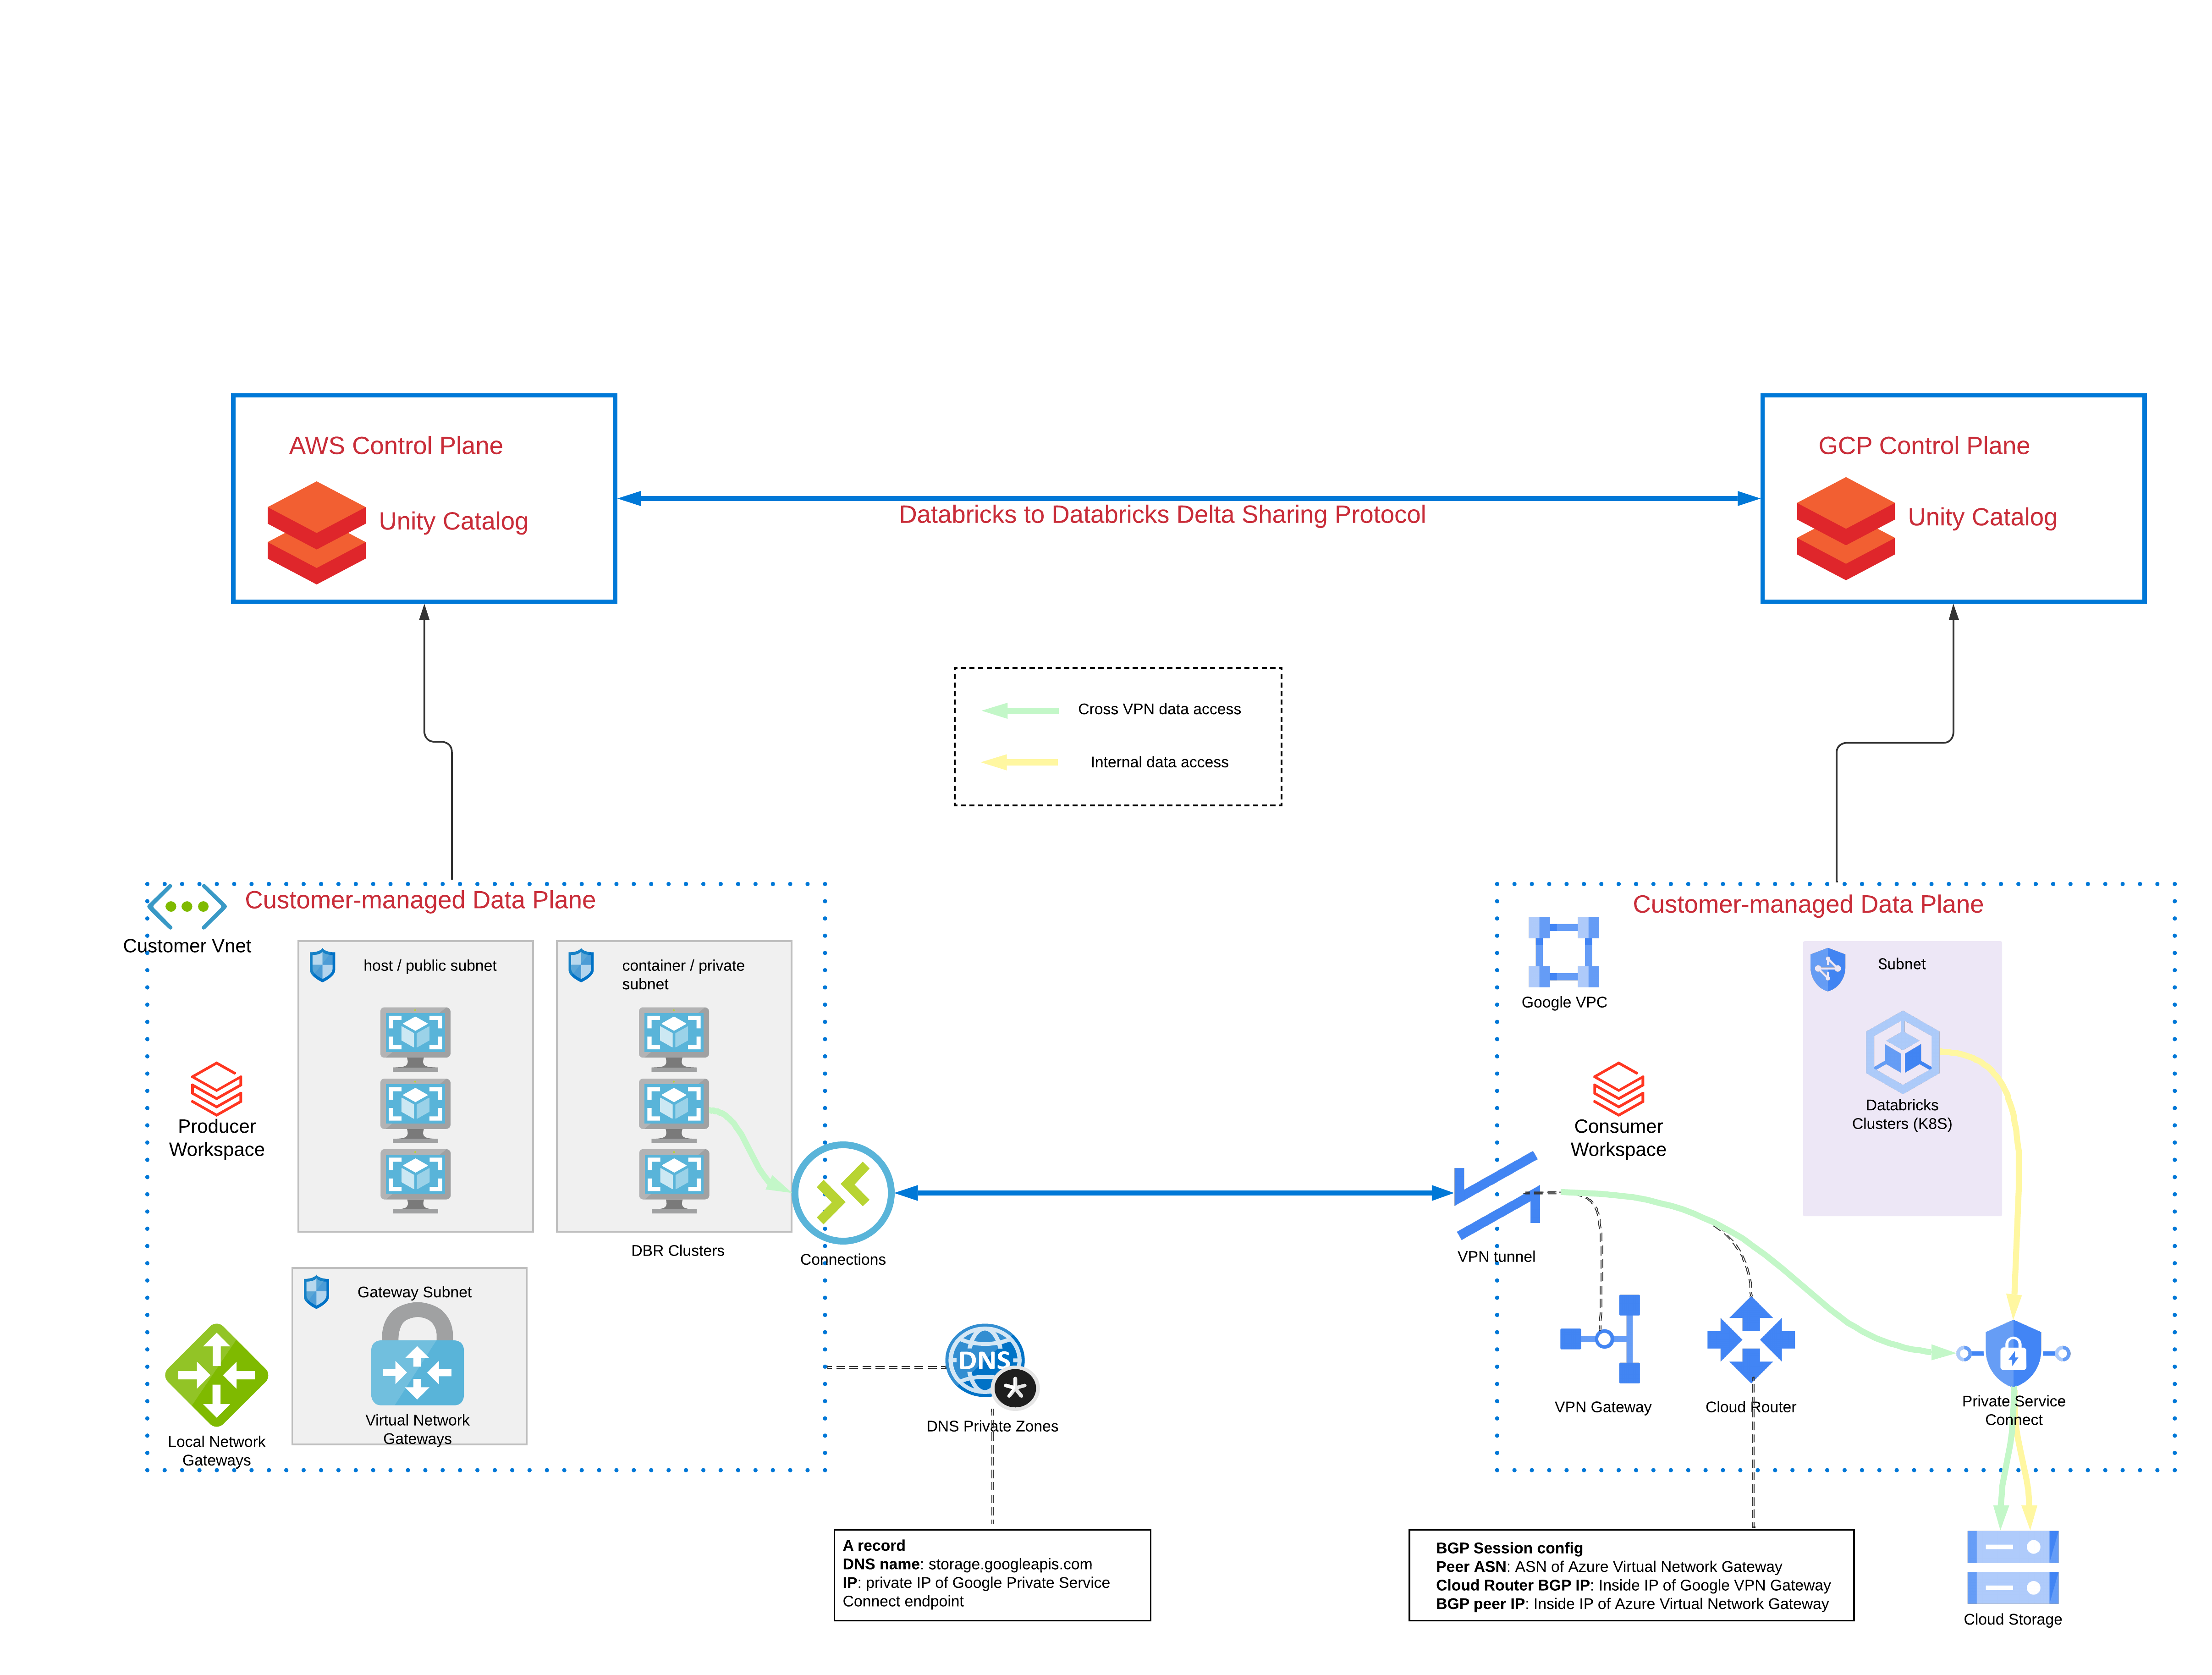 AWS Control Plane
Unity Catalog
GCP Control Plane
Unity Catalog
Databricks to Databricks Delta Sharing Protocol
Cross VPN data access
Internal data access
Customer-managed Data Plane
Customer Vnet
host / public subnet
container / private
subnet
Producer
Workspace
DBR Clusters
Connections
Gateway Subnet
Virtual Network
Gateways
Local Network
Gateways
DNS
DNS Private Zones
A record
DNS name: storage.googleapis.com
IP: private IP of Google Private Service
Connect endpoint
Customer-managed Data Plane
Google VPC
Subnet
Databricks
Clusters (K8S)
Consumer
Workspace
VPN tunnel
VPN Gateway
Cloud Router
Private Service
Connect
BGP Session config
Peer ASN: ASN of Azure Virtual Network Gateway
Cloud Router BGP IP: Inside IP of Google VPN Gateway
BGP peer IP: Inside IP of Azure Virtual Network Gateway
Cloud Storage